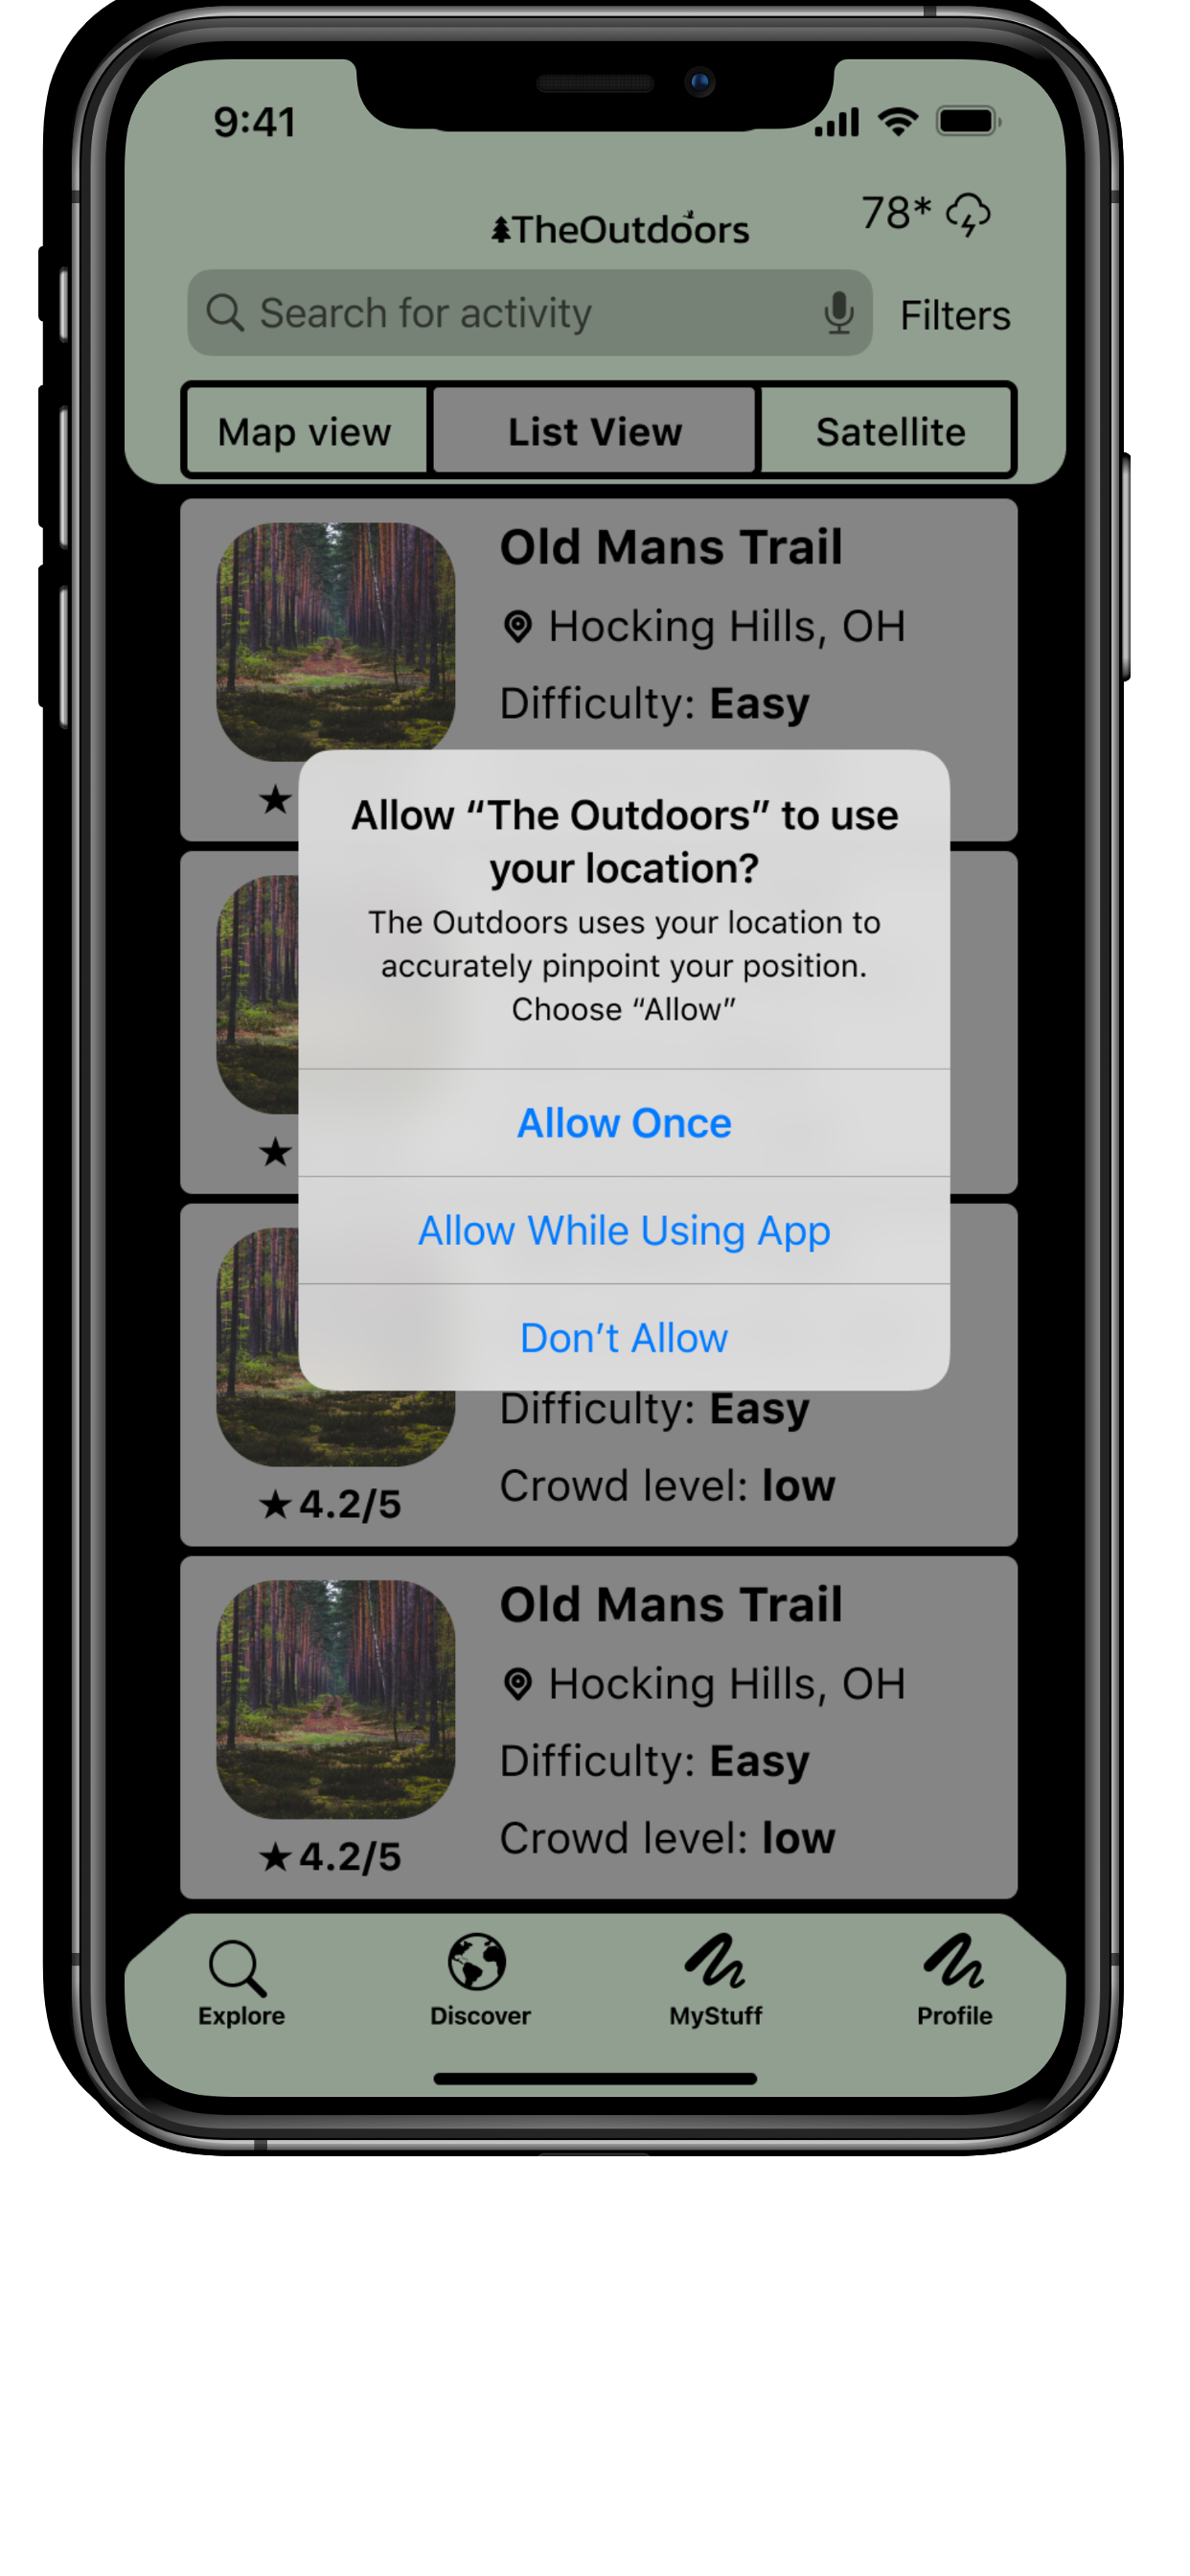 9:41
TheOutdoors
78*
Search for activity
Filters
Map view
List View
Satellite
Old Mans Trail
Hocking Hills, OH
Difficulty: Easy
★
Allow “The Outdoors” to use
your location?
The Outdoors uses your location to
accurately pinpoint your position.
Choose “Allow”
Allow Once
Allow While Using App
Don’t Allow
★
Difficulty: Easy
Crowd level: low
★4.2/5
Old Mans Trail
Hocking Hills, OH
Difficulty: Easy
Crowd level: low
★4.2/5
Explore
Discover
MyStuff
Profile